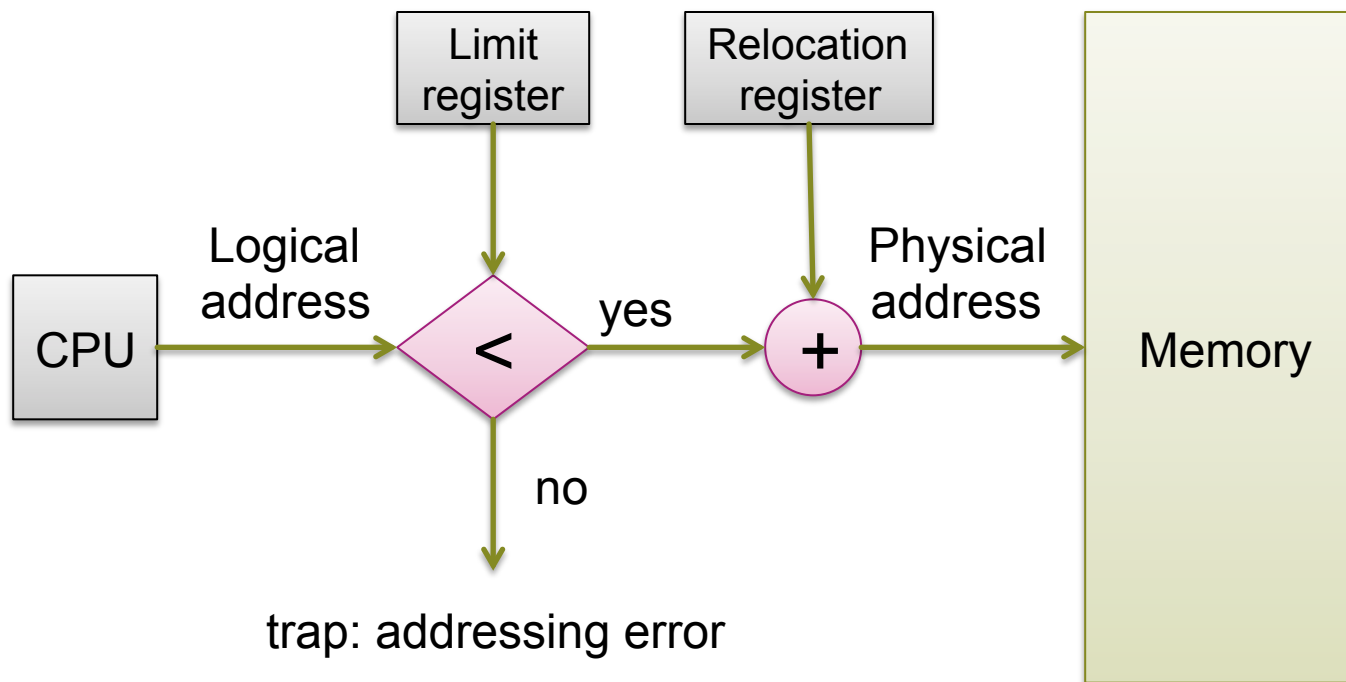 Limit
register
Relocation
register
Logical
address
Physical
address
CPU
<
yes
+
Memory
no
trap: addressing error